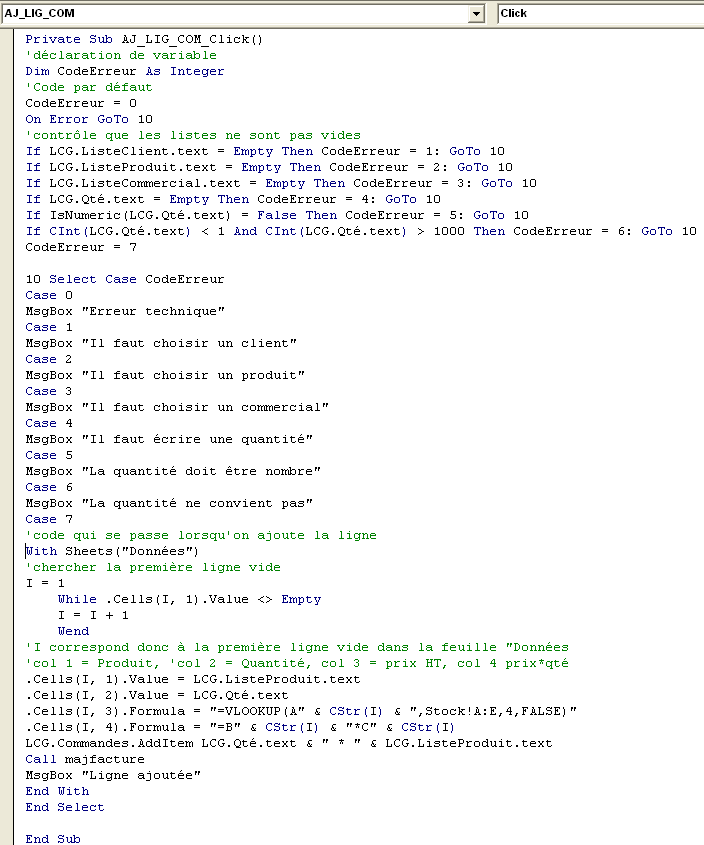 AJ_LIG_COM
Click
Private Sub AJ_LIG_COM_Click()
'déclaration de variable
Dim CodeErreur As Integer
'Code par défaut
CodeErreur = 0
On Error GoTo 10
'contrôle que les listes ne sont pas vides
If LCG.ListeClient.text = Empty Then CodeErreur = 1: GoTo 10
If LCG.ListeProduit.text = Empty Then CodeErreur = 2: GoTo 10
If LCG.ListeCommercial.text = Empty Then CodeErreur = 3: GoTo 10
If LCG.Qté.text = Empty Then CodeErreur = 4: GoTo 10
If IsNumeric(LCG.Qté.text) = False Then CodeErreur = 5: GoTo 10
If CInt(LCG.Qté.text) < 1 And CInt(LCG.Qté.text) > 1000 Then CodeErreur = 6: GoTo 10
CodeErreur = 7
10 Select Case CodeErreur
Case 0
MsgBox "Erreur technique"
Case 1
MsgBox "Il faut choisir un client"
Case 2
MsgBox "Il faut choisir un produit"
Case 3
MsgBox "Il faut choisir un commercial"
Case 4
MsgBox "Il faut écrire une quantité"
Case 5
MsgBox "La quantité doit être nombre"
Case 6
MsgBox "La quantité ne convient pas"
Case 7
'code qui se passe lorsqu'on ajoute la ligne
With Sheets("Données")
'chercher la première ligne vide
I = 1
While .Cells(I, 1).Value <> Empty
I = I + 1
Wend
'I correspond donc à la première ligne vide dans la feuille "Données
'col 1 = Produit, 'col 2 = Quantité, col 3 = prix HT, col 4 prix*qté
.Cells(I, 1).Value = LCG.ListeProduit.text
.Cells(I, 2).Value = LCG.Qté.text
.Cells(I, 3).Formula = "=VLOOKUP(A" & CStr(I) & ",Stock!A:E,4,FALSE)"
.Cells(I, 4).Formula = "=B" & CStr(I) & "*C" & CStr(I)
LCG.Commandes.AddItem LCG.Qté.text & " * " & LCG.ListeProduit.text
Call majfacture
MsgBox "Ligne ajoutée"
End With
End Select
End Sub